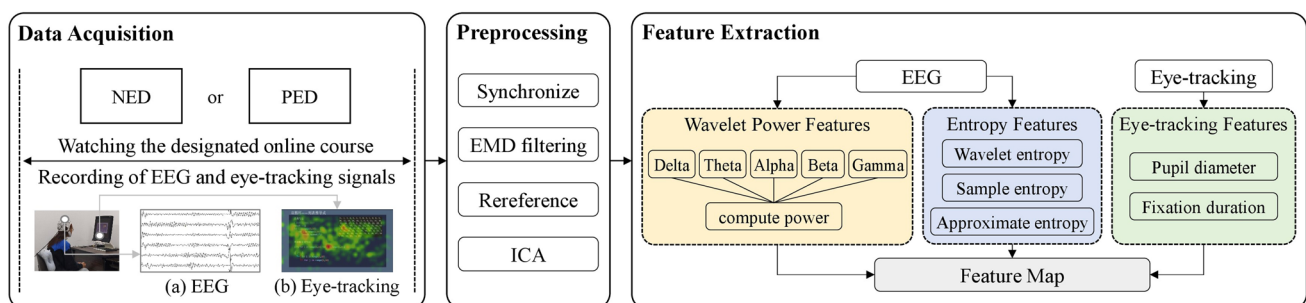 Data Acquisition
NED or PED
Watching the designated online course
Recording of EEG and eye-tracking signals
(a) EEG (b) Eye-tracking
Preprocessing
Synchronize
EMD filtering
Rereference
ICA
Feature Extraction
EEG
Eye-tracking
Wavelet Power Features
Delta Theta Alpha Beta Gamma
compute power
Entropy Features
Wavelet entropy
Sample entropy
Approximate entropy
Eye-tracking Features
Pupil diameter
Fixation duration
Feature Map